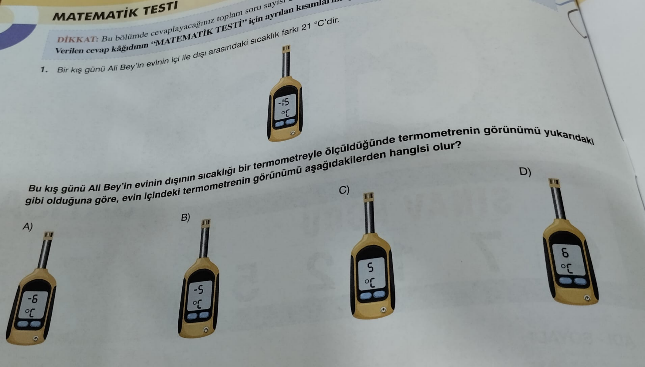 MATEMATİK TESTİ
DİKKAT: Bu bölümde cevaplayacağınız toplam soru sayısı
Verilen cevap kâğıdının "MATEMATİK TESTİ" için ayrılan kısmına
1. Bir kış günü Ali Bey'in evinin içi ile dışı arasındaki sıcaklık farkı 21 °C'dir.
-15
°C
Bu kış günü Ali Bey'in evinin dışının sıcaklığı bir termometreyle ölçüldüğünde termometrenin görünümü yukarıdaki
gibi olduğuna göre, evin içindeki termometrenin görünümü aşağıdakilerden hangisi olur?
A)
-6
°C
B)
-5
°C
C)
5
°C
D)
6
°C